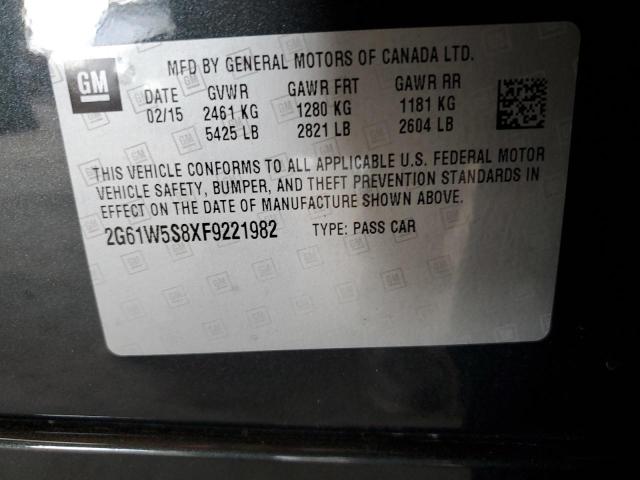 GM
MFD BY GENERAL MOTORS OF CANADA LTD.
DATE GVWR GAWR FRT GAWR RR
02/15 2461 KG 1280 KG 1181 KG
5425 LB 2821 LB 2604 LB
THIS VEHICLE CONFORMS TO ALL APPLICABLE U.S. FEDERAL MOTOR
VEHICLE SAFETY, BUMPER, AND THEFT PREVENTION STANDARDS IN
EFFECT ON THE DATE OF MANUFACTURE SHOWN ABOVE.
2G61W5S8XF9221982 TYPE: PASS CAR